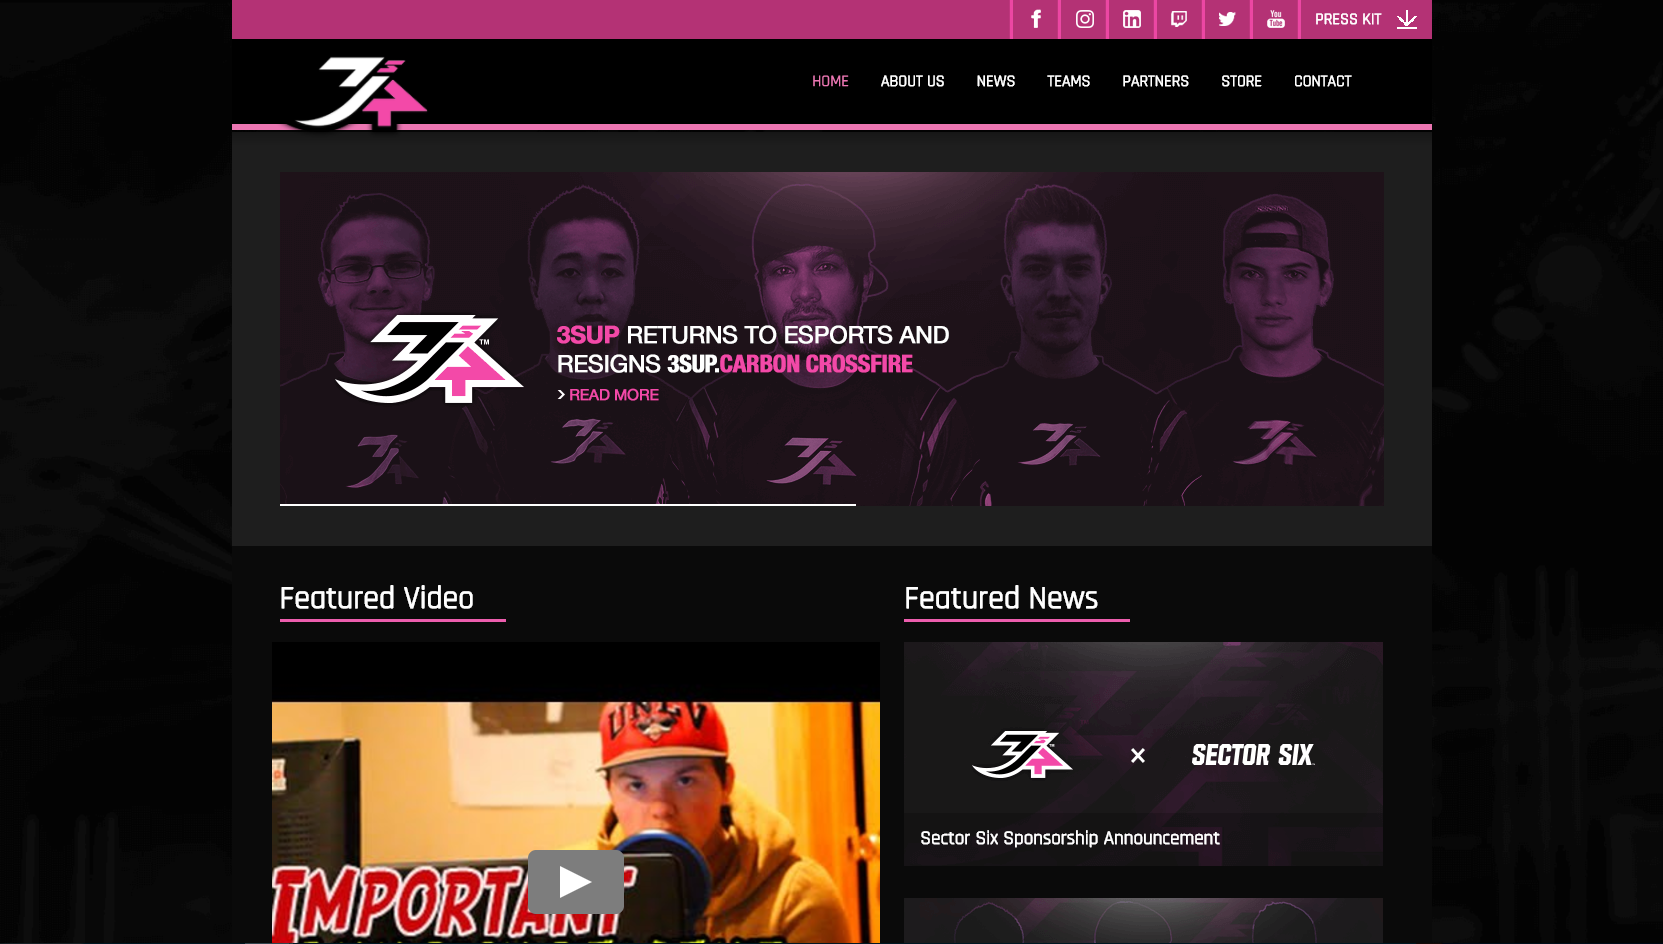 PRESS KIT
HOME ABOUT US NEWS TEAMS PARTNERS STORE CONTACT
3SUP RETURNS TO ESPORTS AND
RESIGNS 3SUP.CARBON CROSSFIRE
> READ MORE
Featured Video
Featured News
UNLV
IMPORTANT
SECTOR SIX
Sector Six Sponsorship Announcement